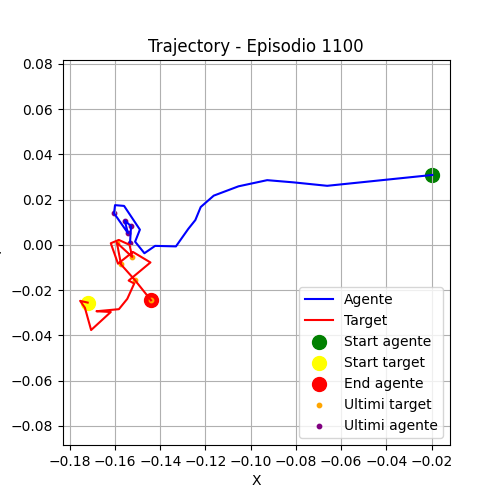 Trajectory - Episodio 1100
0.08
0.06
0.04
0.02
0.00
−0.02
−0.04
−0.06
−0.08
Agente
Target
Start agente
Start target
End agente
Ultimi target
Ultimi agente
−0.18 −0.16 −0.14 −0.12 −0.10 −0.08 −0.06 −0.04 −0.02
X